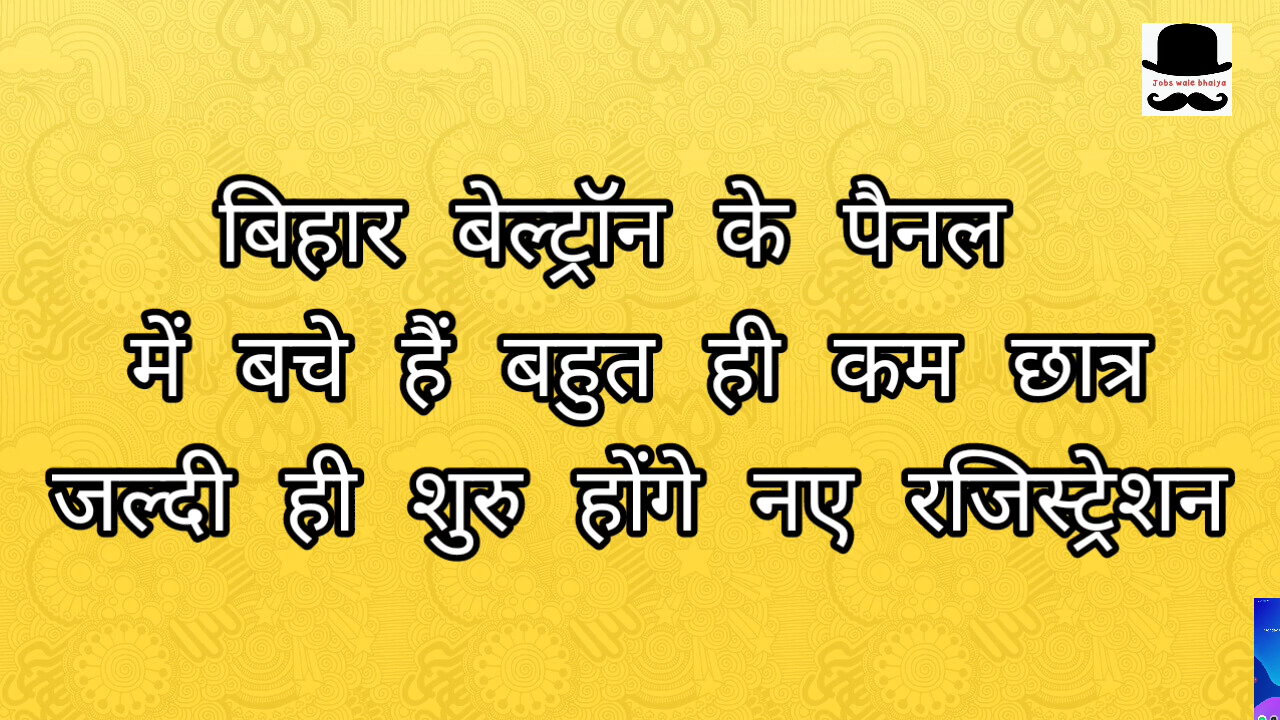 Jobs wale bhaiya
बिहार बेल्ट्रॉन के पैनल
में बचे हैं बहुत ही कम छात्र
जल्दी ही शुरु होंगे नए रजिस्ट्रेशन